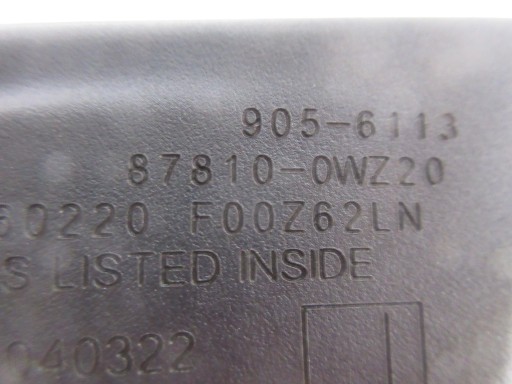 905-6113
87810-0WZ20
60220 F00Z62LN
S LISTED INSIDE
040322